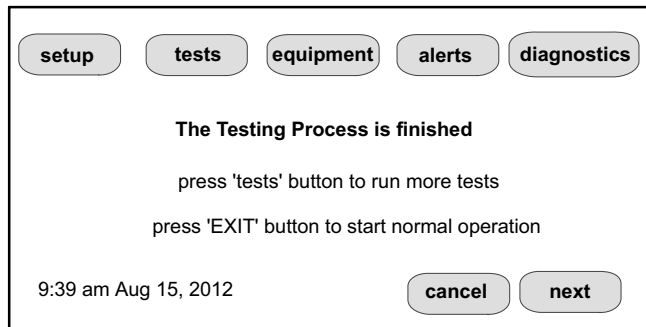 setup tests equipment alerts diagnostics
The Testing Process is finished
press 'tests' button to run more tests
press 'EXIT' button to start normal operation
9:39 am Aug 15, 2012 cancel next